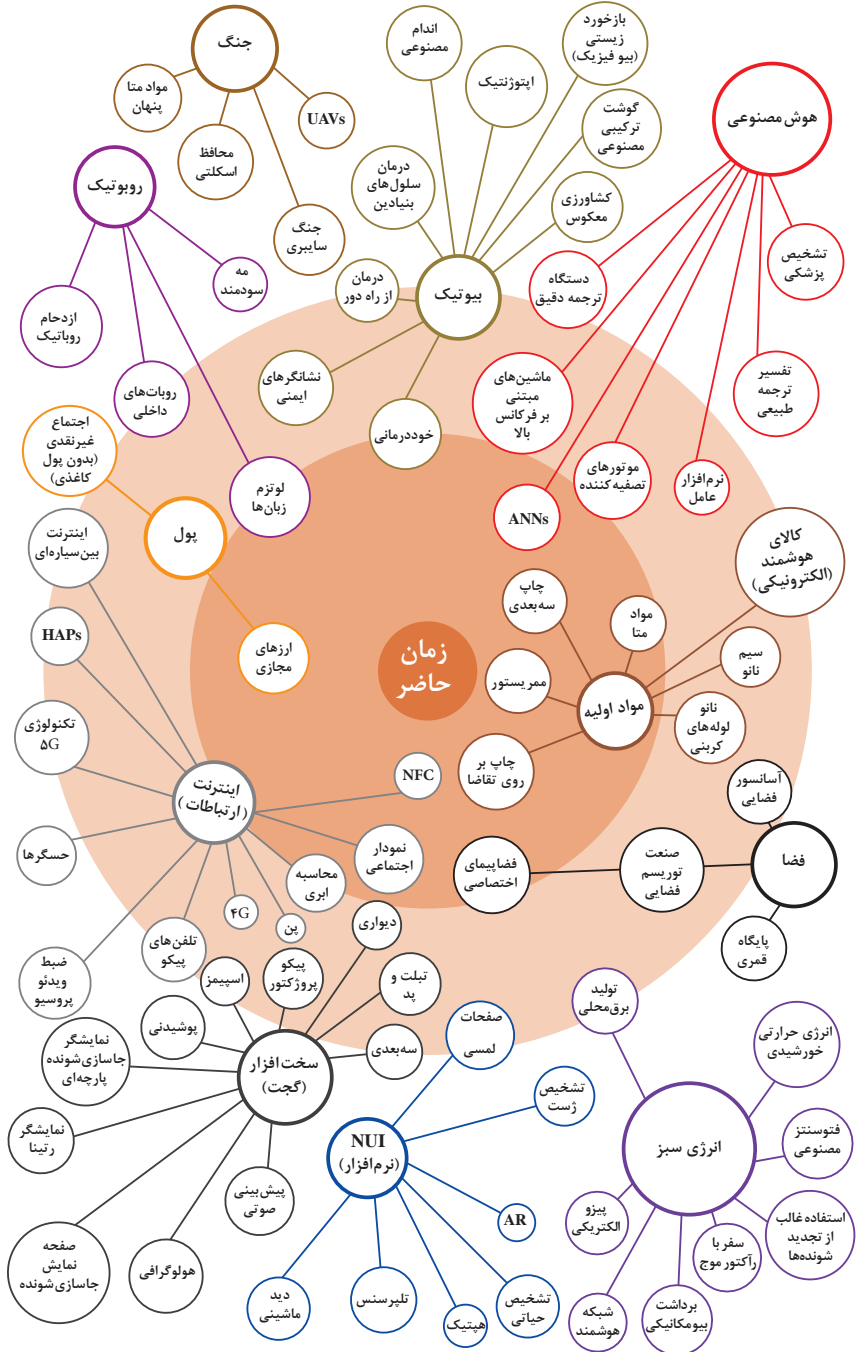 جنگ
مواد متا
پنهان
محافظ
اسکلتی
جنگ
سایبری
UAVs
روبوتیک
ازدحام
روباتیک
روبات‌های
داخلی
لوتزم
زبان‌ها
مه
سودمند
بیوتیک
اندام
مصنوعی
اپتوژنتیک
بازخورد
زیستی
(بیو فیزیک)
گوشت
ترکیبی
مصنوعی
کشاورزی
معکوس
درمان
سلول‌های
بنیادین
درمان
از راه دور
نشانگرهای
ایمنی
خوددرمانی
هوش مصنوعی
تشخیص
پزشکی
تفسیر
ترجمه
طبیعی
نرم‌افزار
عامل
موتورهای
تصفیه‌کننده
ANNs
ماشین‌های
مبتنی
بر فرکانس
بالا
دستگاه
ترجمه دقیق
پول
اجتماع
غیرنقدی
(بدون پول
کاغذی)
ارزهای
مجازی
زمان
حاضر
مواد اولیه
چاپ
سه‌بعدی
مواد
متا
کالای
هوشمند
(الکترونیکی)
سیم
نانو
نانو
لوله‌های
کربنی
ممریستور
چاپ بر
روی تقاضا
فضا
آسانسور
فضایی
صنعت
توریسم
فضایی
فضاپیمای
اختصاصی
پایگاه
قمری
اینترنت
(ارتباطات)
اینترنت
بین‌سیاره‌ای
HAPs
تکنولوژی
۵G
حسگرها
ضبط
ویدئو
پروسیو
تلفن‌های
پیکو
۴G
پن
محاسبه
ابری
نمودار
اجتماعی
NFC
سخت‌افزار
(گجت)
دیواری
پیکو
پروژکتور
اسپیمز
پوشیدنی
تبلت و
پد
سه‌بعدی
نمایشگر
جاسازی‌شونده
پارچه‌ای
نمایشگر
رتینا
صفحه
نمایش
جاسازی‌شونده
هولوگرافی
پیش‌بینی
صوتی
NUI
(نرم‌افزار)
صفحات
لمسی
تشخیص
ژست
AR
تشخیص
حیاتی
هپتیک
تلپرسنس
دید
ماشینی
انرژی سبز
تولید
برق‌محلی
انرژی حرارتی
خورشیدی
فتوسنتز
مصنوعی
استفاده غالب
از تجدید
شونده‌ها
سفر با
رآکتور موج
برداشت
بیومکانیکی
شبکه
هوشمند
پیزو
الکتریکی